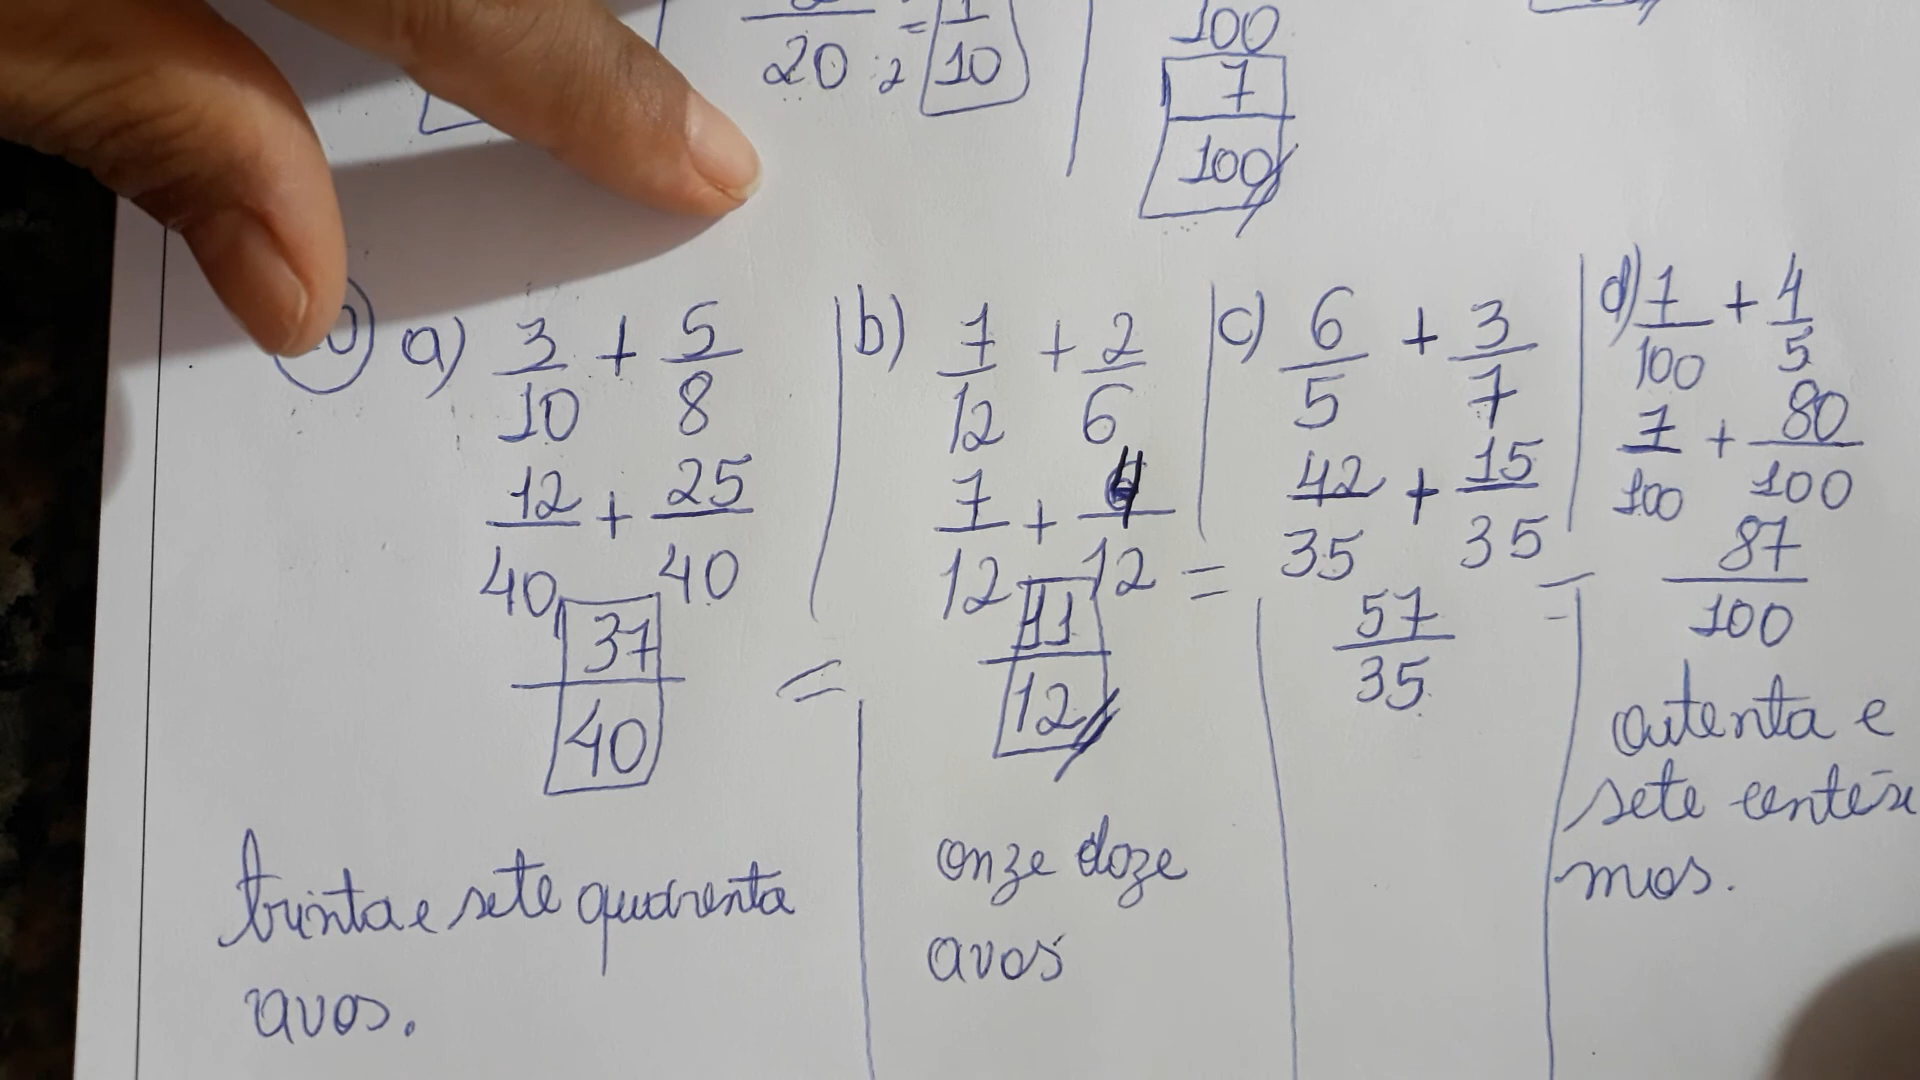 20 : 2 = 1/10
100
7/100
a) 3/10 + 5/8
12/40 + 25/40
37/40 =
trinta e sete quarenta
avos.
b) 7/12 + 2/6
7/12 + 4/12 =
11/12
onze doze
avos
c) 6/5 + 3/7
42/35 + 15/35 =
57/35
d) 7/100 + 4/5
7/100 + 80/100
87/100
oitenta e
sete centési
mos.